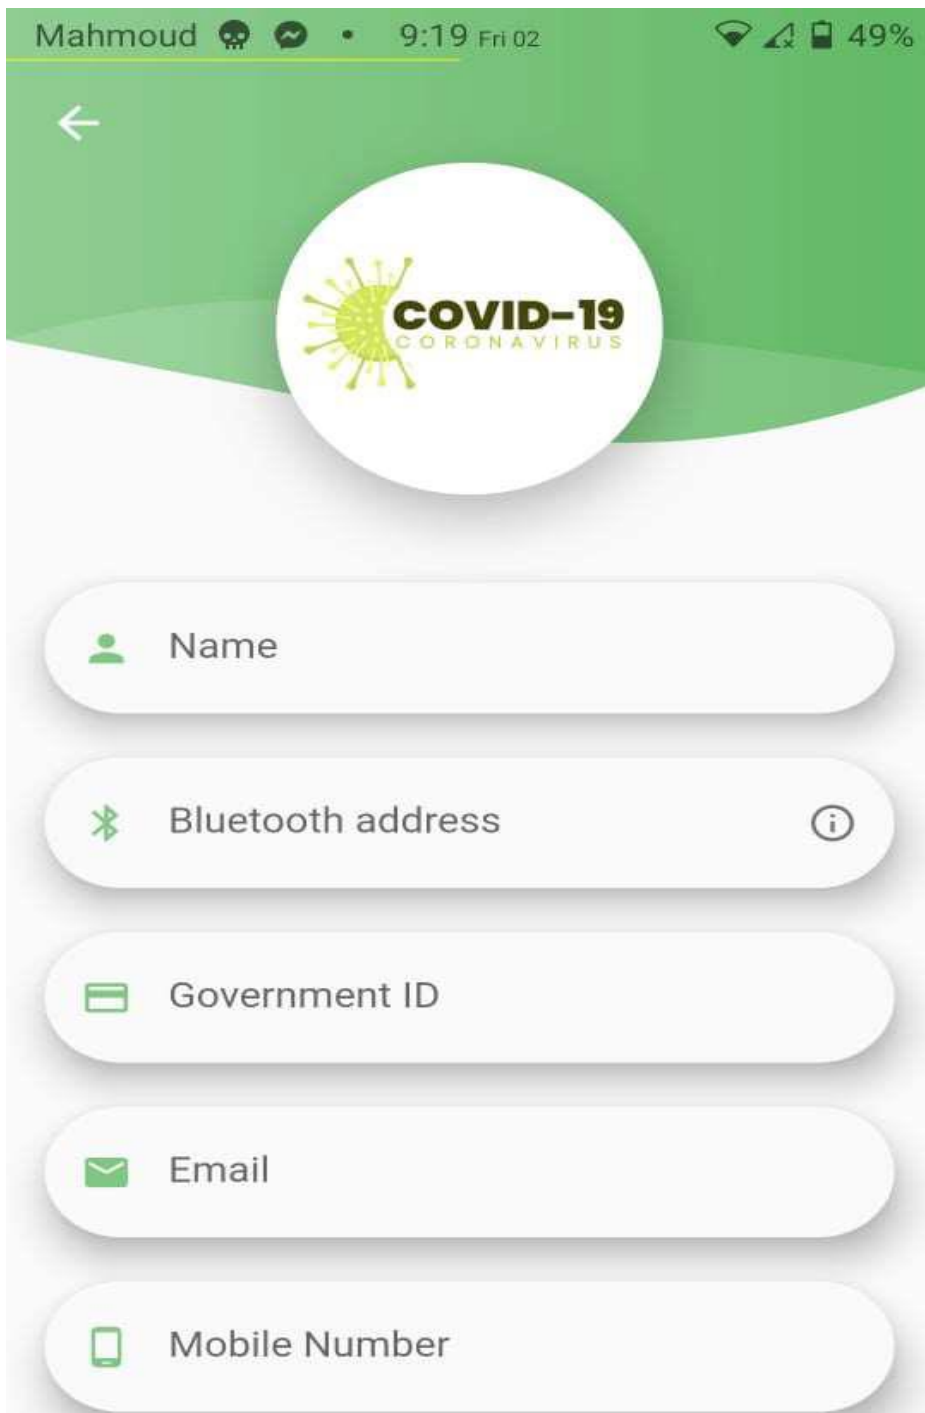 Mahmoud • 9:19 Fri 02 49%
COVID-19
CORONAVIRUS
Name
Bluetooth address
Government ID
Email
Mobile Number